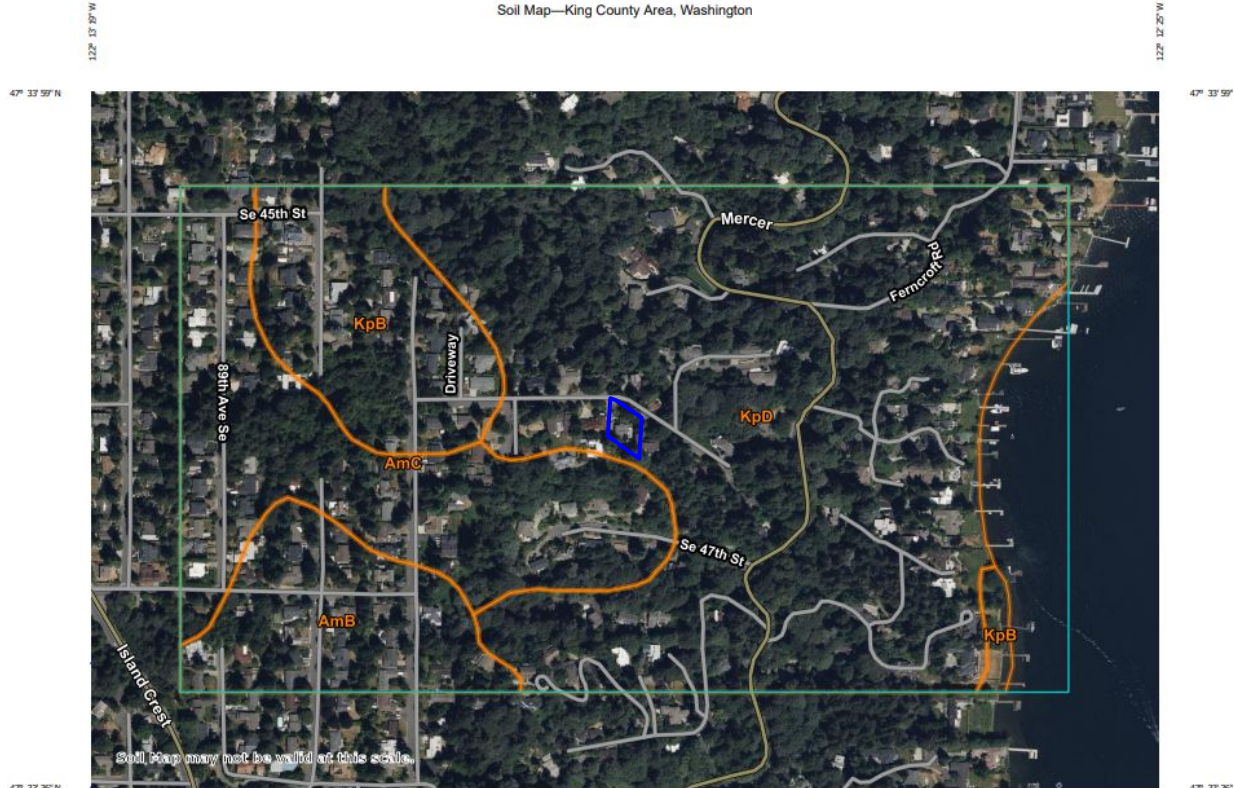 Soil Map—King County Area, Washington
122° 13' 19" W
122° 12' 25" W
47° 33' 59" N
47° 33' 59"
Se 45th St
Mercer
Ferncroft Rd
KpB
Driveway
89th Ave Se
KpD
AmC
Se 47th St
AmB
KpB
Island Crest
Soil Map may not be valid at this scale.